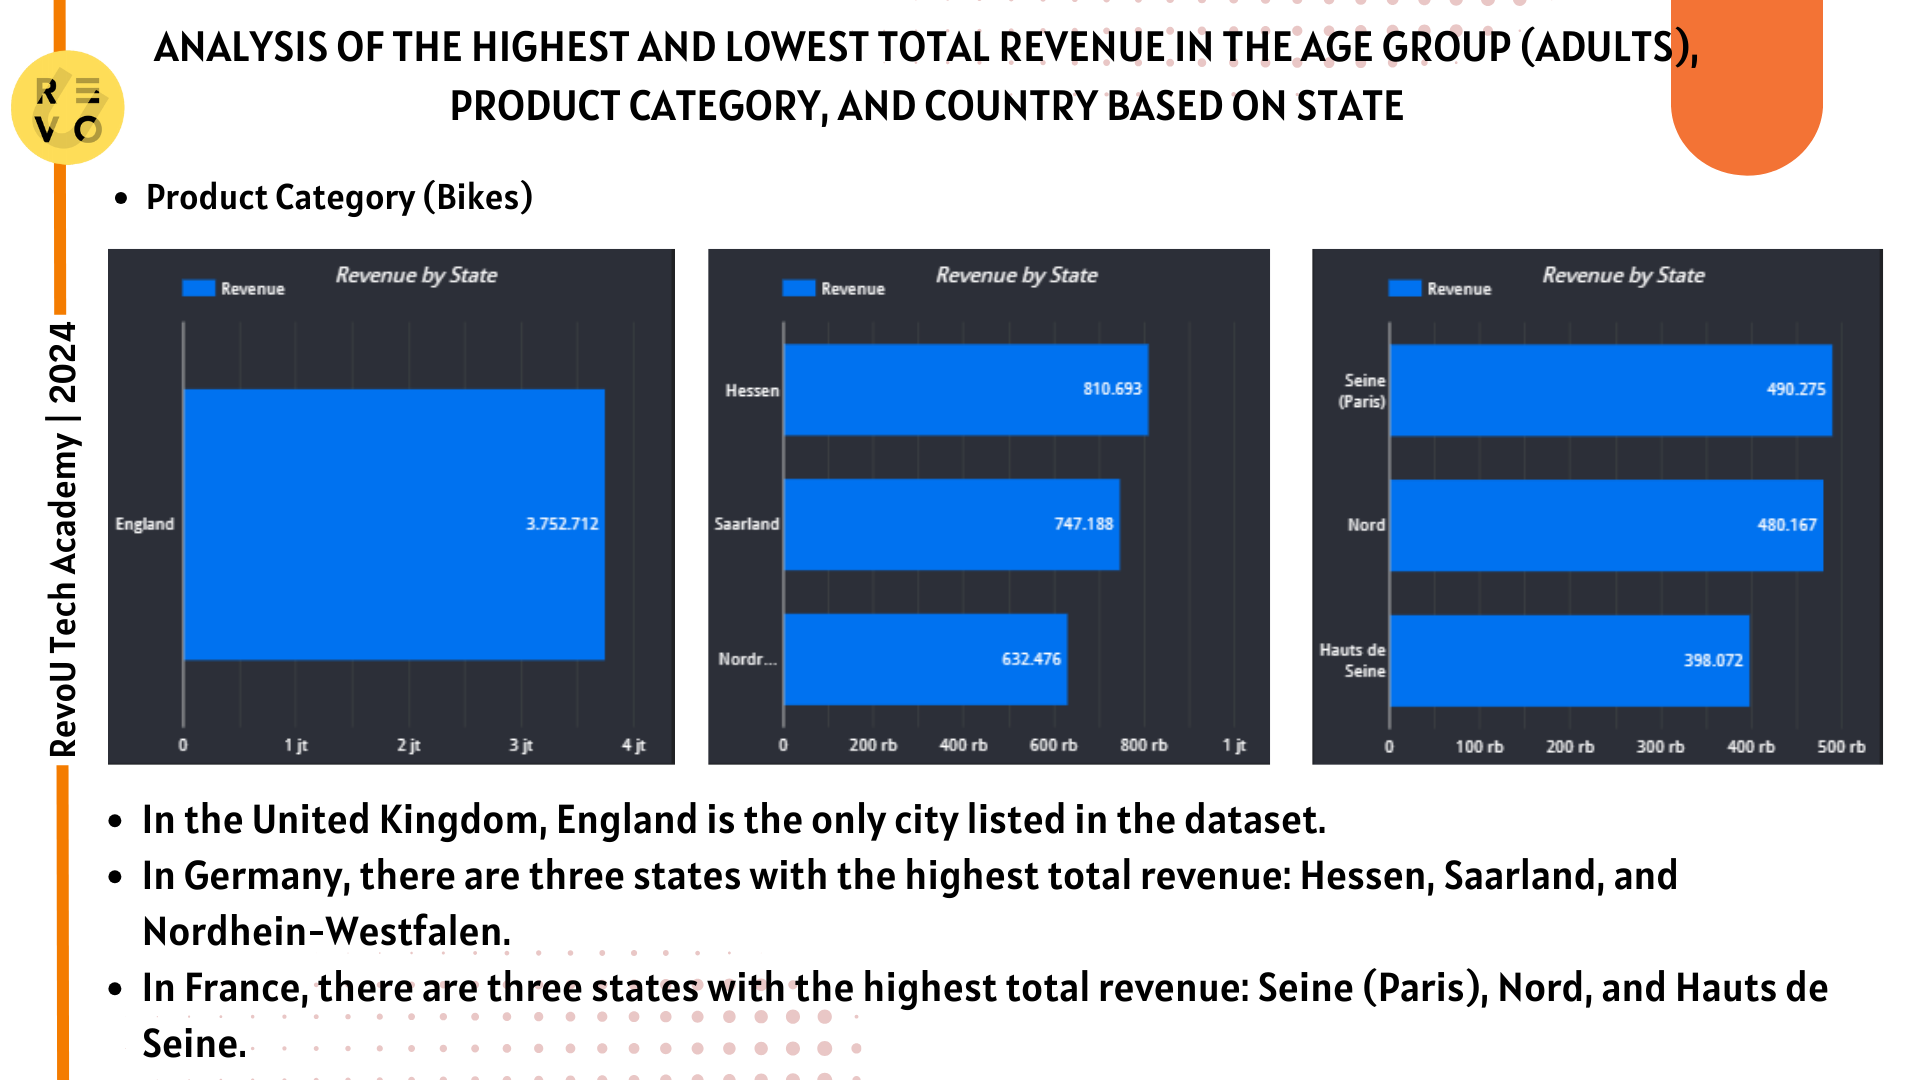 ANALYSIS OF THE HIGHEST AND LOWEST TOTAL REVENUE IN THE AGE GROUP (ADULTS),
PRODUCT CATEGORY, AND COUNTRY BASED ON STATE
RE
VO
RevoU Tech Academy | 2024
• Product Category (Bikes)
Revenue by State
Revenue
England
3.752.712
0 1 jt 2 jt 3 jt 4 jt
Revenue by State
Revenue
Hessen
810.693
Saarland
747.188
Nordr...
632.476
0 200 rb 400 rb 600 rb 800 rb 1 jt
Revenue by State
Revenue
Seine
(Paris)
490.275
Nord
480.167
Hauts de
Seine
398.072
0 100 rb 200 rb 300 rb 400 rb 500 rb
• In the United Kingdom, England is the only city listed in the dataset.
• In Germany, there are three states with the highest total revenue: Hessen, Saarland, and
Nordhein-Westfalen.
• In France, there are three states with the highest total revenue: Seine (Paris), Nord, and Hauts de
Seine.